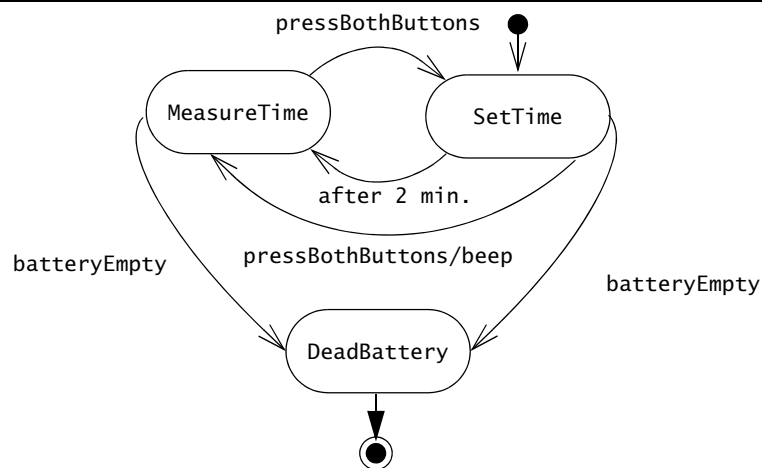 pressBothButtons
MeasureTime
SetTime
after 2 min.
pressBothButtons/beep
batteryEmpty
batteryEmpty
DeadBattery